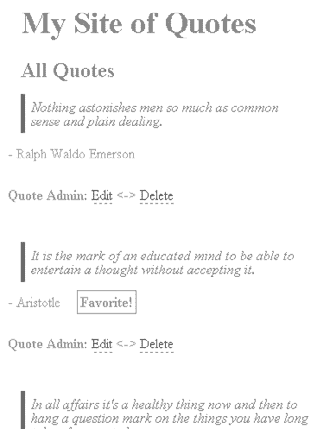 My Site of Quotes
All Quotes
Nothing astonishes men so much as common
sense and plain dealing.
- Ralph Waldo Emerson
Quote Admin: Edit <-> Delete
It is the mark of an educated mind to be able to
entertain a thought without accepting it.
- Aristotle Favorite!
Quote Admin: Edit <-> Delete
In all affairs it's a healthy thing now and then to
hang a question mark on the things you have long